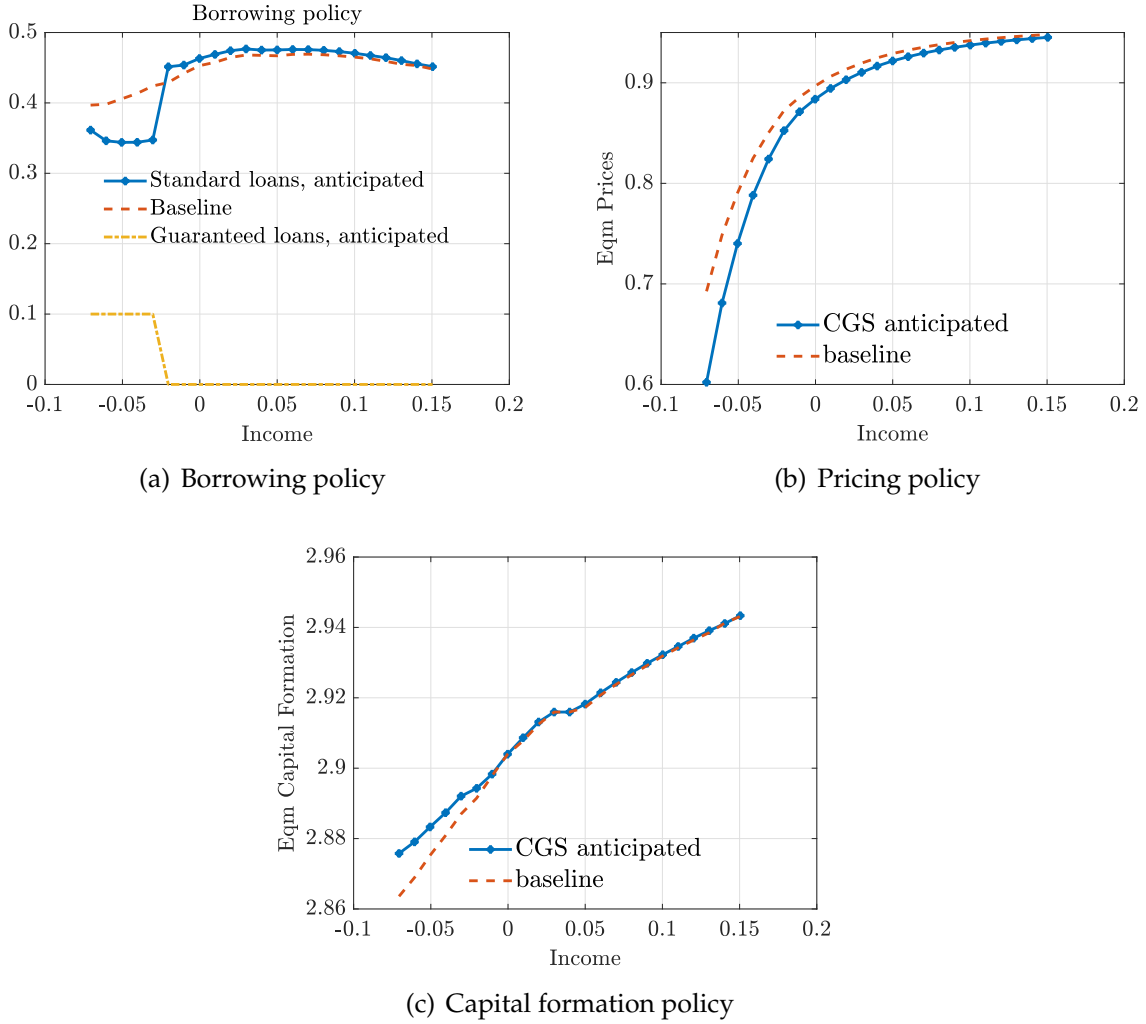 Borrowing policy
0.5
0.4
0.3
0.2
0.1
0
Standard loans, anticipated
Baseline
Guaranteed loans, anticipated
-0.1
-0.05
0
0.05
0.1
0.15
0.2
Income
(a) Borrowing policy
Eqm Prices
0.9
0.8
0.7
0.6
CGS anticipated
baseline
-0.1
-0.05
0
0.05
0.1
0.15
0.2
Income
(b) Pricing policy
Eqm Capital Formation
2.96
2.94
2.92
2.9
2.88
2.86
CGS anticipated
baseline
-0.1
-0.05
0
0.05
0.1
0.15
0.2
Income
(c) Capital formation policy